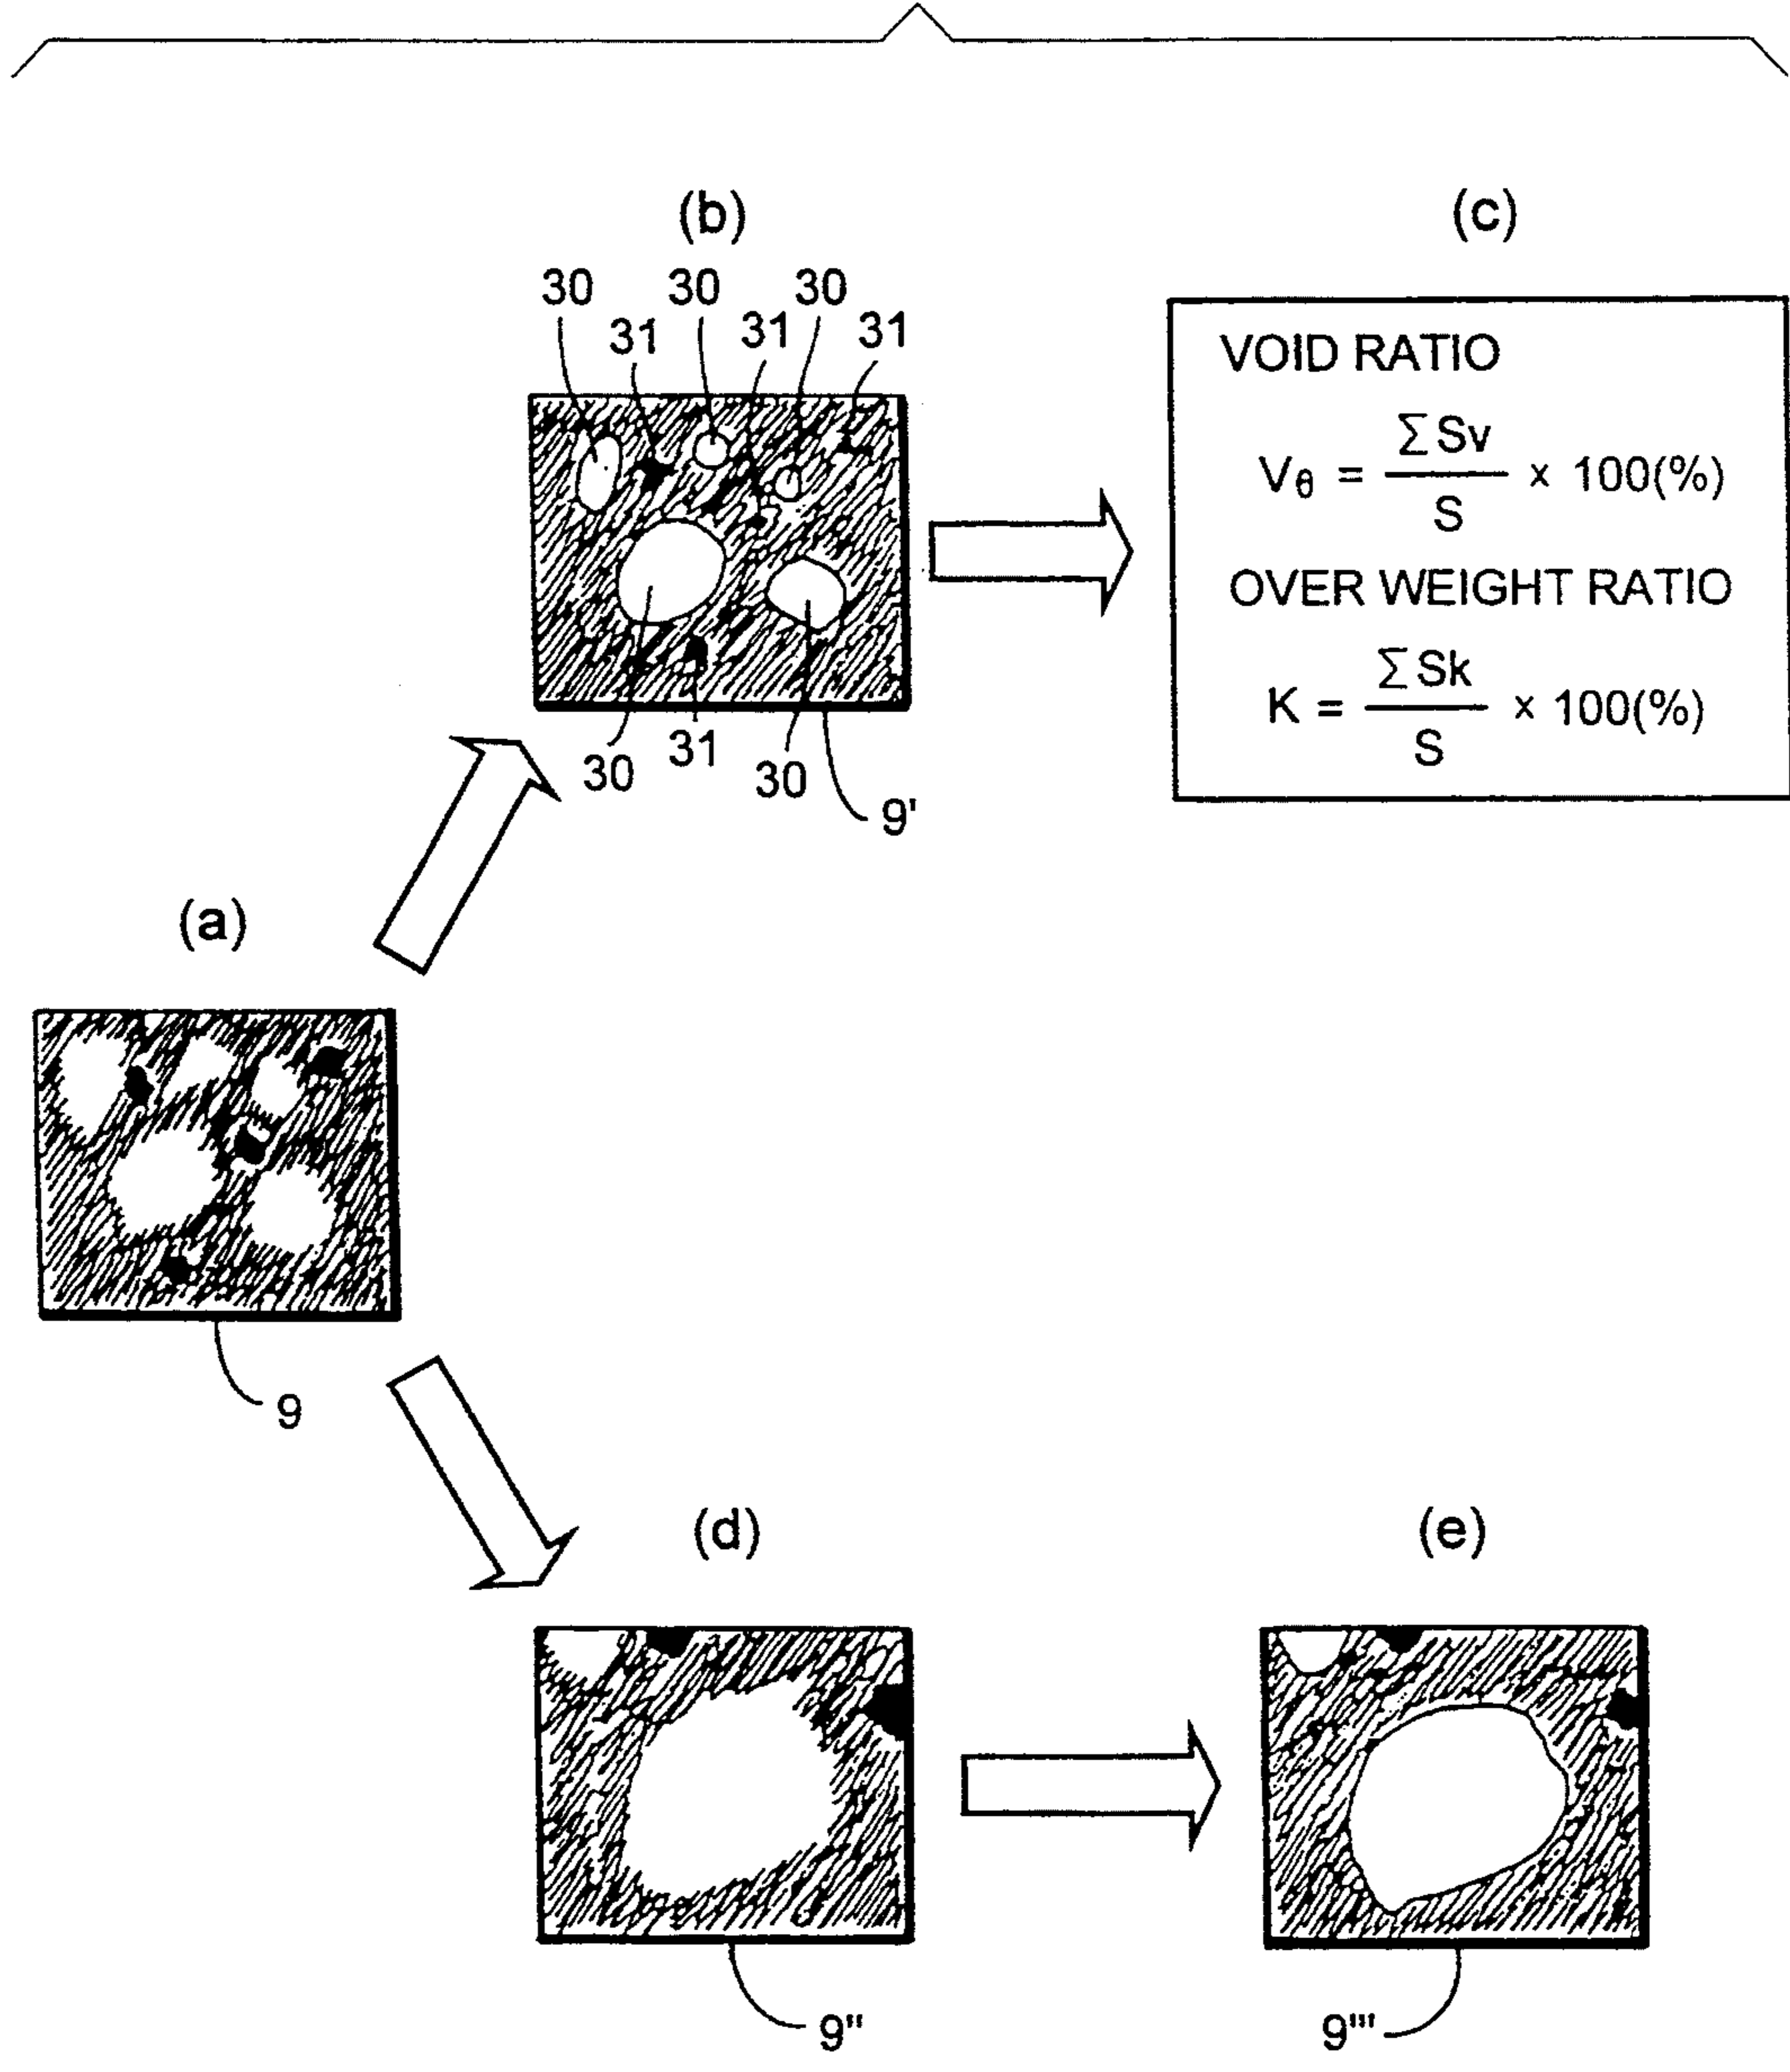 (b)
(c)
30 30 30
31 31 31
30 31 30
9'
VOID RATIO
Vθ = ΣSv / S × 100(%)
OVER WEIGHT RATIO
K = ΣSk / S × 100(%)
(a)
9
(d)
(e)
9''
9'''